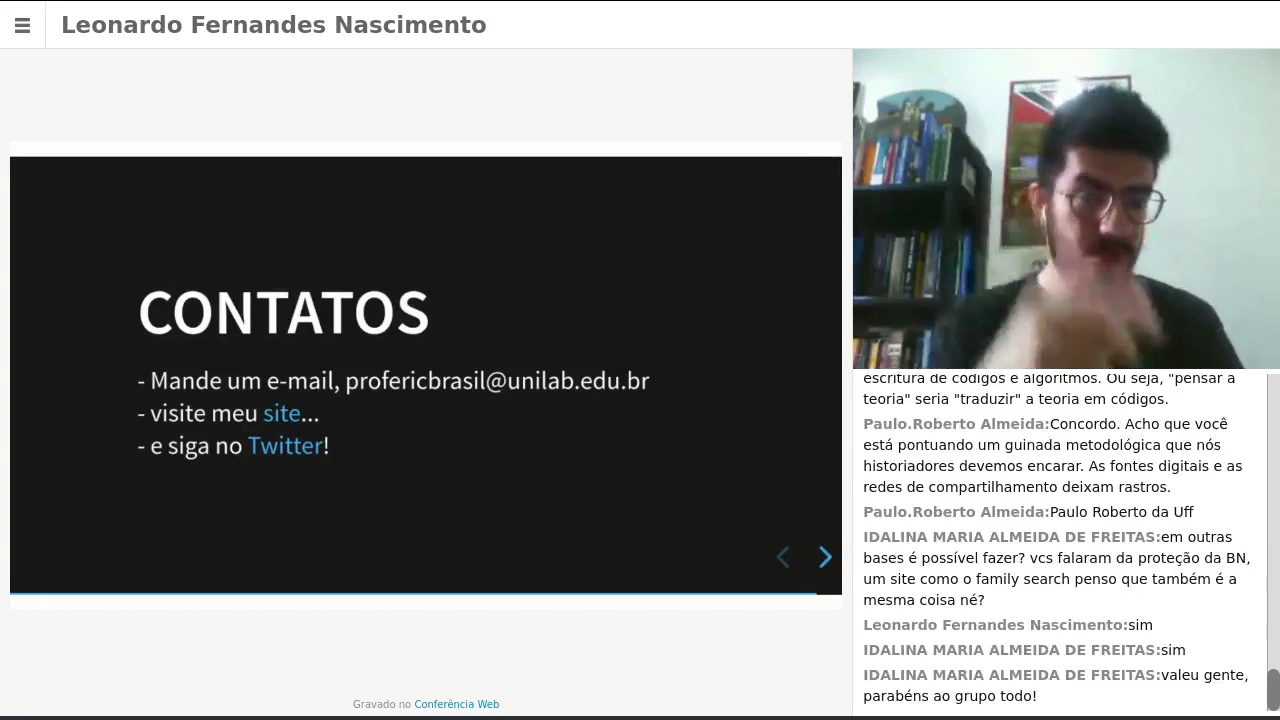 Leonardo Fernandes Nascimento
CONTATOS
- Mande um e-mail, profericbrasil@unilab.edu.br
- visite meu site...
- e siga no Twitter!
Gravado no Conferência Web
escritura de códigos e algoritmos. Ou seja, "pensar a
teoria" seria "traduzir" a teoria em códigos.
Paulo.Roberto Almeida:Concordo. Acho que você
está pontuando um guinada metodológica que nós
historiadores devemos encarar. As fontes digitais e as
redes de compartilhamento deixam rastros.
Paulo.Roberto Almeida:Paulo Roberto da Uff
IDALINA MARIA ALMEIDA DE FREITAS:em outras
bases é possível fazer? vcs falaram da proteção da BN,
um site como o family search penso que também é a
mesma coisa né?
Leonardo Fernandes Nascimento:sim
IDALINA MARIA ALMEIDA DE FREITAS:sim
IDALINA MARIA ALMEIDA DE FREITAS:valeu gente,
parabéns ao grupo todo!